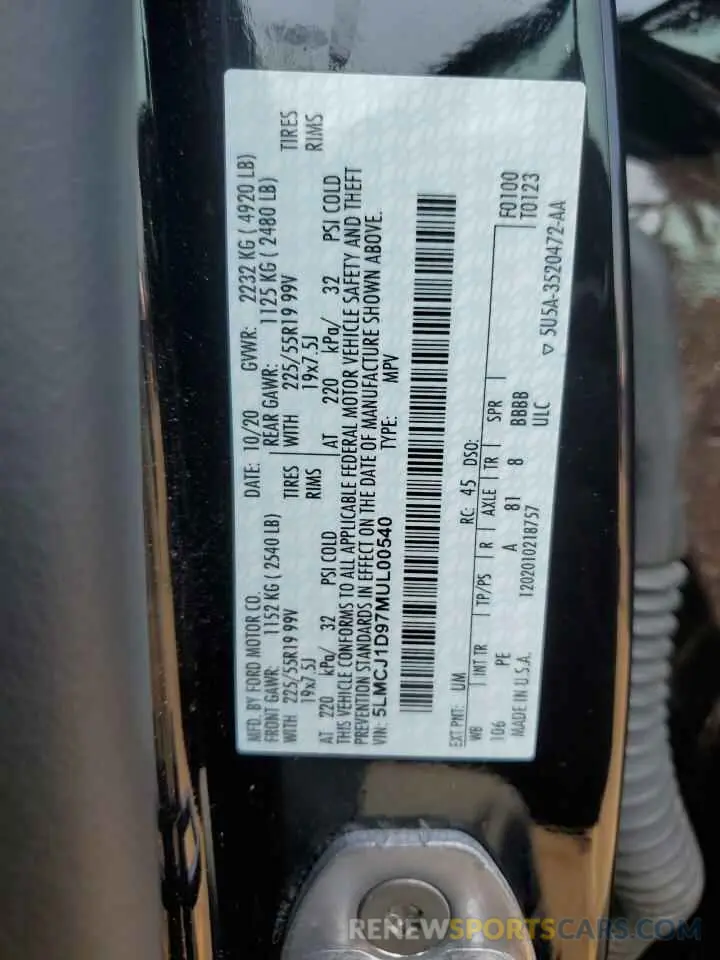 MFD. BY FORD MOTOR CO. DATE: 10/20 GVWR: 2232 KG ( 4920 LB)
FRONT GAWR: 1152 KG ( 2540 LB) REAR GAWR: 1125 KG ( 2480 LB)
WITH 225/55R19 99V TIRES WITH 225/55R19 99V TIRES
19x7.5J RIMS 19x7.5J RIMS
AT 220 kPa/ 32 PSI COLD AT 220 kPa/ 32 PSI COLD
THIS VEHICLE CONFORMS TO ALL APPLICABLE FEDERAL MOTOR VEHICLE SAFETY AND THEFT
PREVENTION STANDARDS IN EFFECT ON THE DATE OF MANUFACTURE SHOWN ABOVE.
VIN: 5LMCJ1D97MUL00540 TYPE: MPV
EXT PNT: UM RC: 45 DSO: F0100
WB INT TR TP/PS R AXLE TR SPR T0123
106 PE A 81 8 BBBB
MADE IN U.S.A. 1202010218757 ULC ▽ 5U5A-3520472-AA
RENEWSPORTSCARS.COM